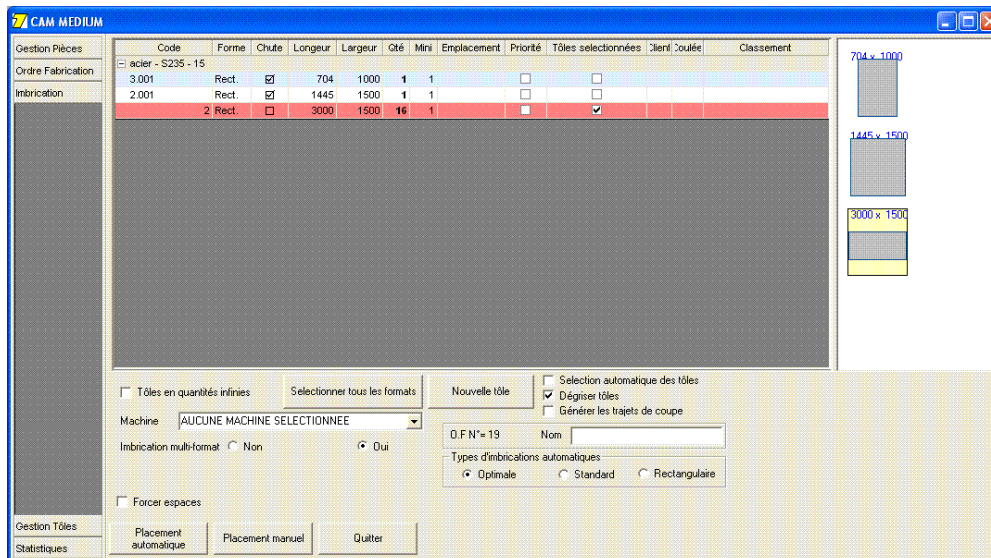 CAM MEDIUM
Gestion Pièces
Ordre Fabrication
Imbrication
Code Forme Chute Longeur Largeur Qté Mini Emplacement Priorité Tôles selectionnées Client Coulée Classement
acier - S235 - 15
3.001 Rect. 704 1000 1 1
2.001 Rect. 1445 1500 1 1
2 Rect. 3000 1500 16 1
704 x 1000
1445 x 1500
3000 x 1500
Tôles en quantités infinies
Selectionner tous les formats
Nouvelle tôle
Selection automatique des tôles
Dégriser tôles
Générer les trajets de coupe
Machine AUCUNE MACHINE SELECTIONNEE
Imbrication multi-format Non Oui
O.F N°= 19 Nom
Types d'imbrications automatiques
Optimale Standard Rectangulaire
Forcer espaces
Gestion Tôles
Statistiques
Placement automatique
Placement manuel
Quitter